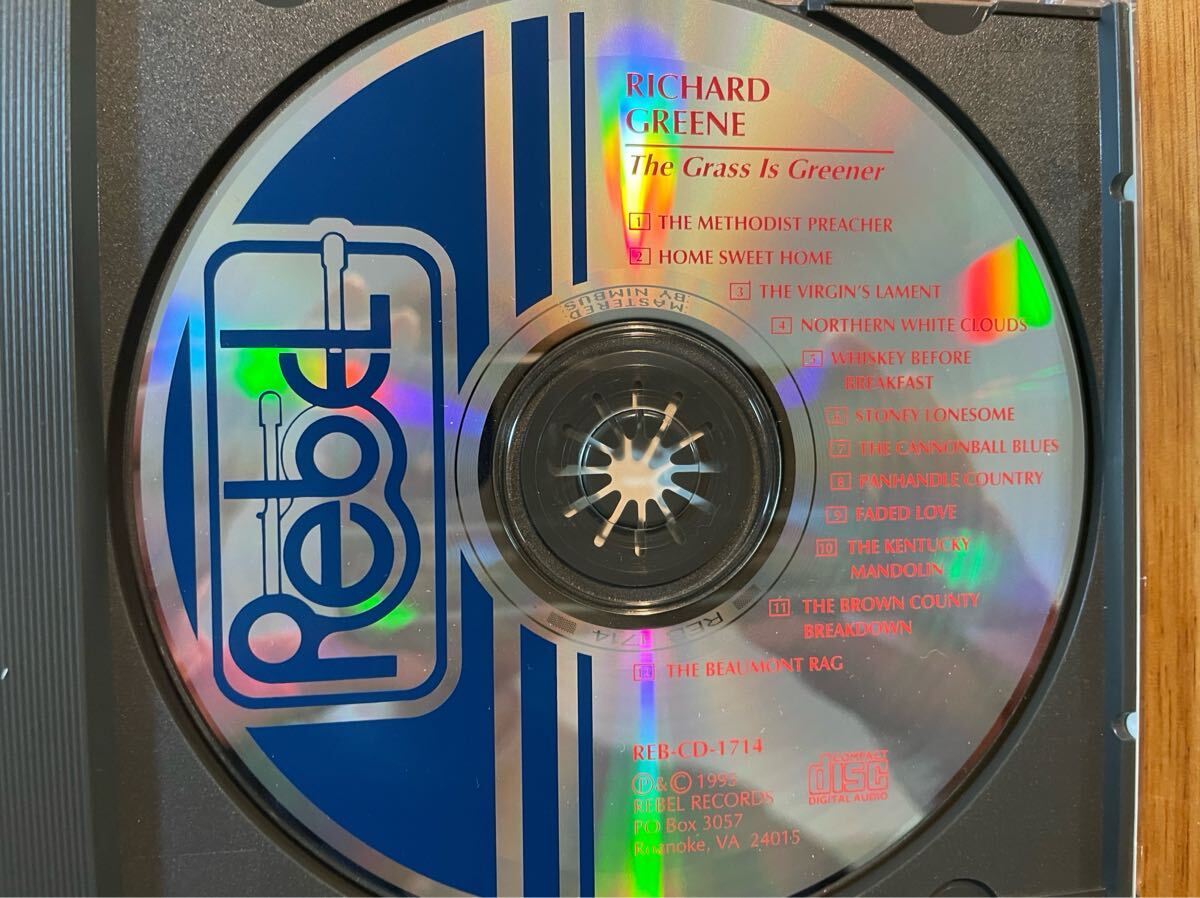 RICHARD
GREENE
The Grass Is Greener
1 THE METHODIST PREACHER
2 HOME SWEET HOME
3 THE VIRGIN'S LAMENT
4 NORTHERN WHITE CLOUDS
5 WHISKEY BEFORE
BREAKFAST
6 STONEY LONESOME
7 THE CANNONBALL BLUES
8 PANHANDLE COUNTRY
9 FADED LOVE
10 THE KENTUCKY
MANDOLIN
11 THE BROWN COUNTY
BREAKDOWN
12 THE BEAUMONT RAG
REB-CD-1714
Ⓟ&© 1995
REBEL RECORDS
PO Box 3057
Roanoke, VA 24015
COMPACT
disc
DIGITAL AUDIO
Rebel
MASTERED
BY NIMBUS
REB 1714